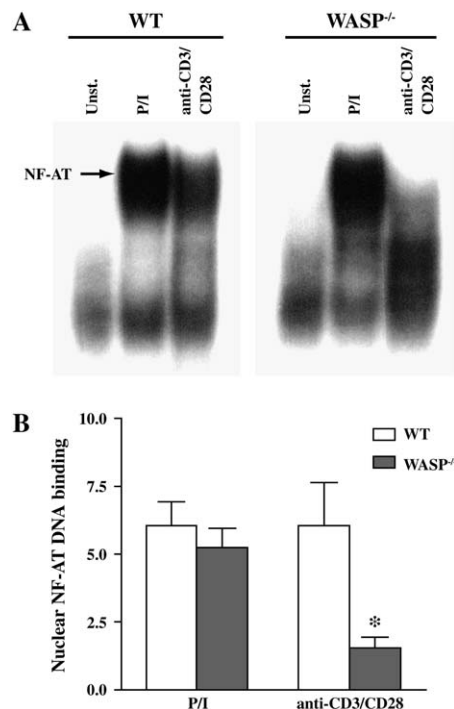 A
WT
WASP-/-
Unst.
P/I
anti-CD3/
CD28
Unst.
P/I
anti-CD3/
CD28
NF-AT
B
Nuclear NF-AT DNA binding
10.0
7.5
5.0
2.5
0.0
WT
WASP-/
*
P/I
anti-CD3/CD28